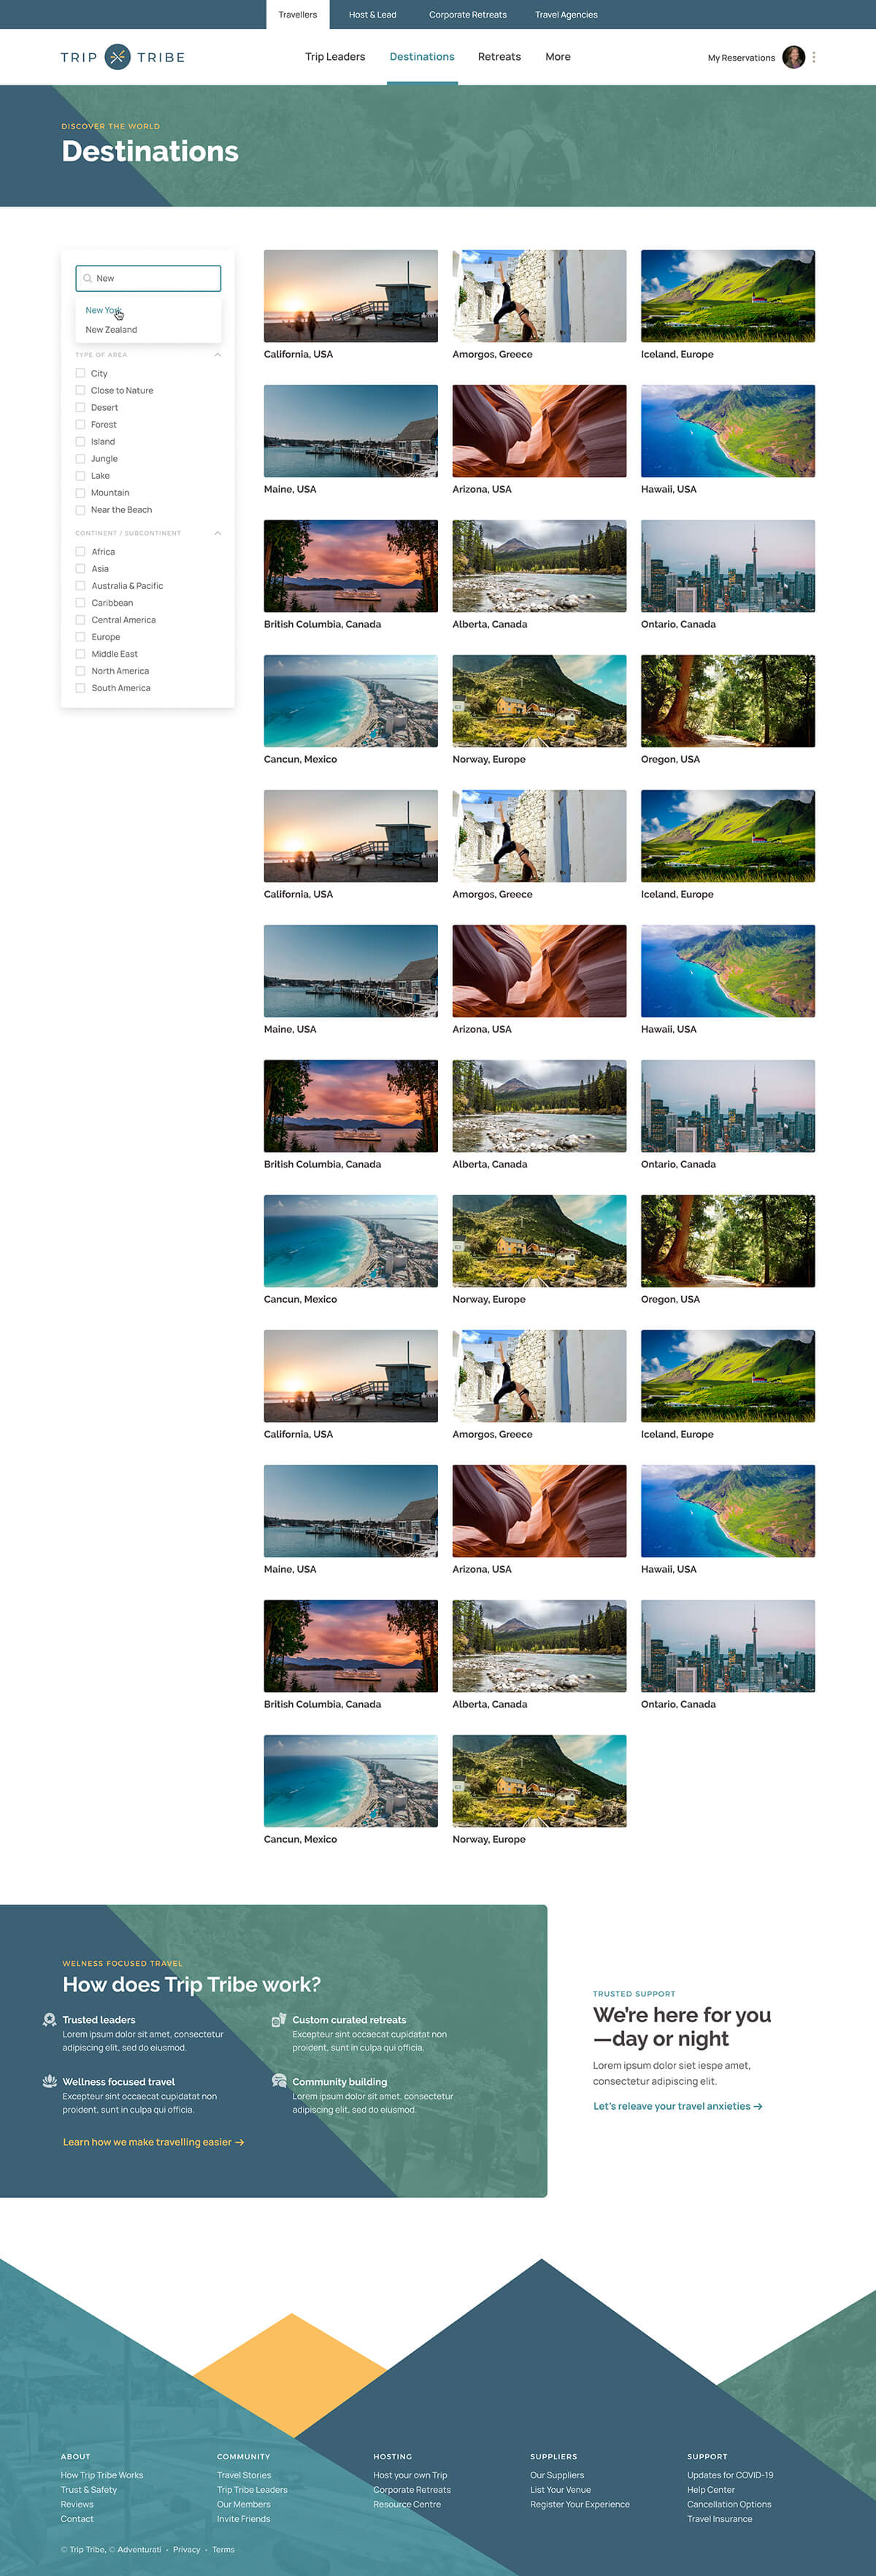 Travellers
Host & Lead
Corporate Retreats
Travel Agencies
TRIP TRIBE
Trip Leaders
Destinations
Retreats
More
My Reservations
DISCOVER THE WORLD
Destinations
New
New York
New Zealand
TYPE OF AREA
City
Close to Nature
Desert
Forest
Island
Jungle
Lake
Mountain
Near the Beach
CONTINENT / SUBCONTINENT
Africa
Asia
Australia & Pacific
Caribbean
Central America
Europe
Middle East
North America
South America
California, USA
Amorgos, Greece
Iceland, Europe
Maine, USA
Arizona, USA
Hawaii, USA
British Columbia, Canada
Alberta, Canada
Ontario, Canada
Cancun, Mexico
Norway, Europe
Oregon, USA
California, USA
Amorgos, Greece
Iceland, Europe
Maine, USA
Arizona, USA
Hawaii, USA
British Columbia, Canada
Alberta, Canada
Ontario, Canada
Cancun, Mexico
Norway, Europe
Oregon, USA
California, USA
Amorgos, Greece
Iceland, Europe
Maine, USA
Arizona, USA
Hawaii, USA
British Columbia, Canada
Alberta, Canada
Ontario, Canada
Cancun, Mexico
Norway, Europe
WELNESS FOCUSED TRAVEL
How does Trip Tribe work?
Trusted leaders
Lorem ipsum dolor sit amet, consectetur
adipiscing elit, sed do eiusmod.
Custom curated retreats
Excepteur sint occaecat cupidatat non
proident, sunt in culpa qui officia.
Wellness focused travel
Excepteur sint occaecat cupidatat non
proident, sunt in culpa qui officia.
Community building
Lorem ipsum dolor sit amet, consectetur
adipiscing elit, sed do eiusmod.
Learn how we make travelling easier →
TRUSTED SUPPORT
We're here for you
—day or night
Lorem ipsum dolor siet iespe amet,
consectetur adipiscing elit.
Let's releave your travel anxieties →
ABOUT
How Trip Tribe Works
Trust & Safety
Reviews
Contact
COMMUNITY
Travel Stories
Trip Tribe Leaders
Our Members
Invite Friends
HOSTING
Host your own Trip
Corporate Retreats
Resource Centre
SUPPLIERS
Our Suppliers
List Your Venue
Register Your Experience
SUPPORT
Updates for COVID-19
Help Center
Cancellation Options
Travel Insurance
© Trip Tribe, © Adventurati • Privacy • Terms